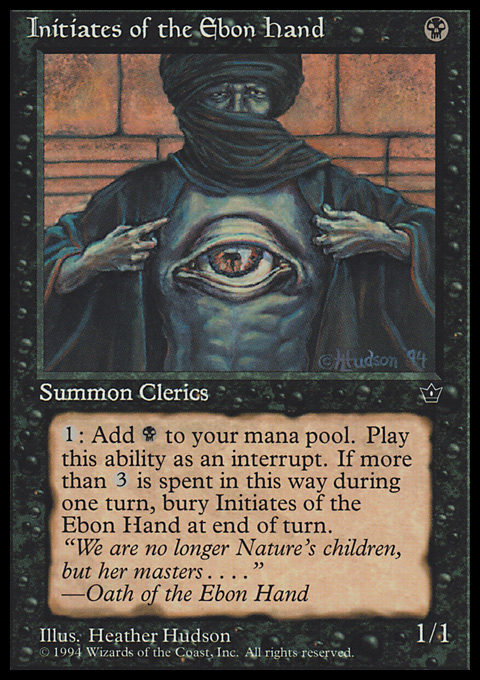 Initiates of the Ebon Hand
© HHudson 94
Summon Clerics
1: Add to your mana pool. Play
this ability as an interrupt. If more
than 3 is spent in this way during
one turn, bury Initiates of the
Ebon Hand at end of turn.
“We are no longer Nature’s children,
but her masters . . . .”
—Oath of the Ebon Hand
Illus. Heather Hudson
1/1
© 1994 Wizards of the Coast, Inc. All rights reserved.